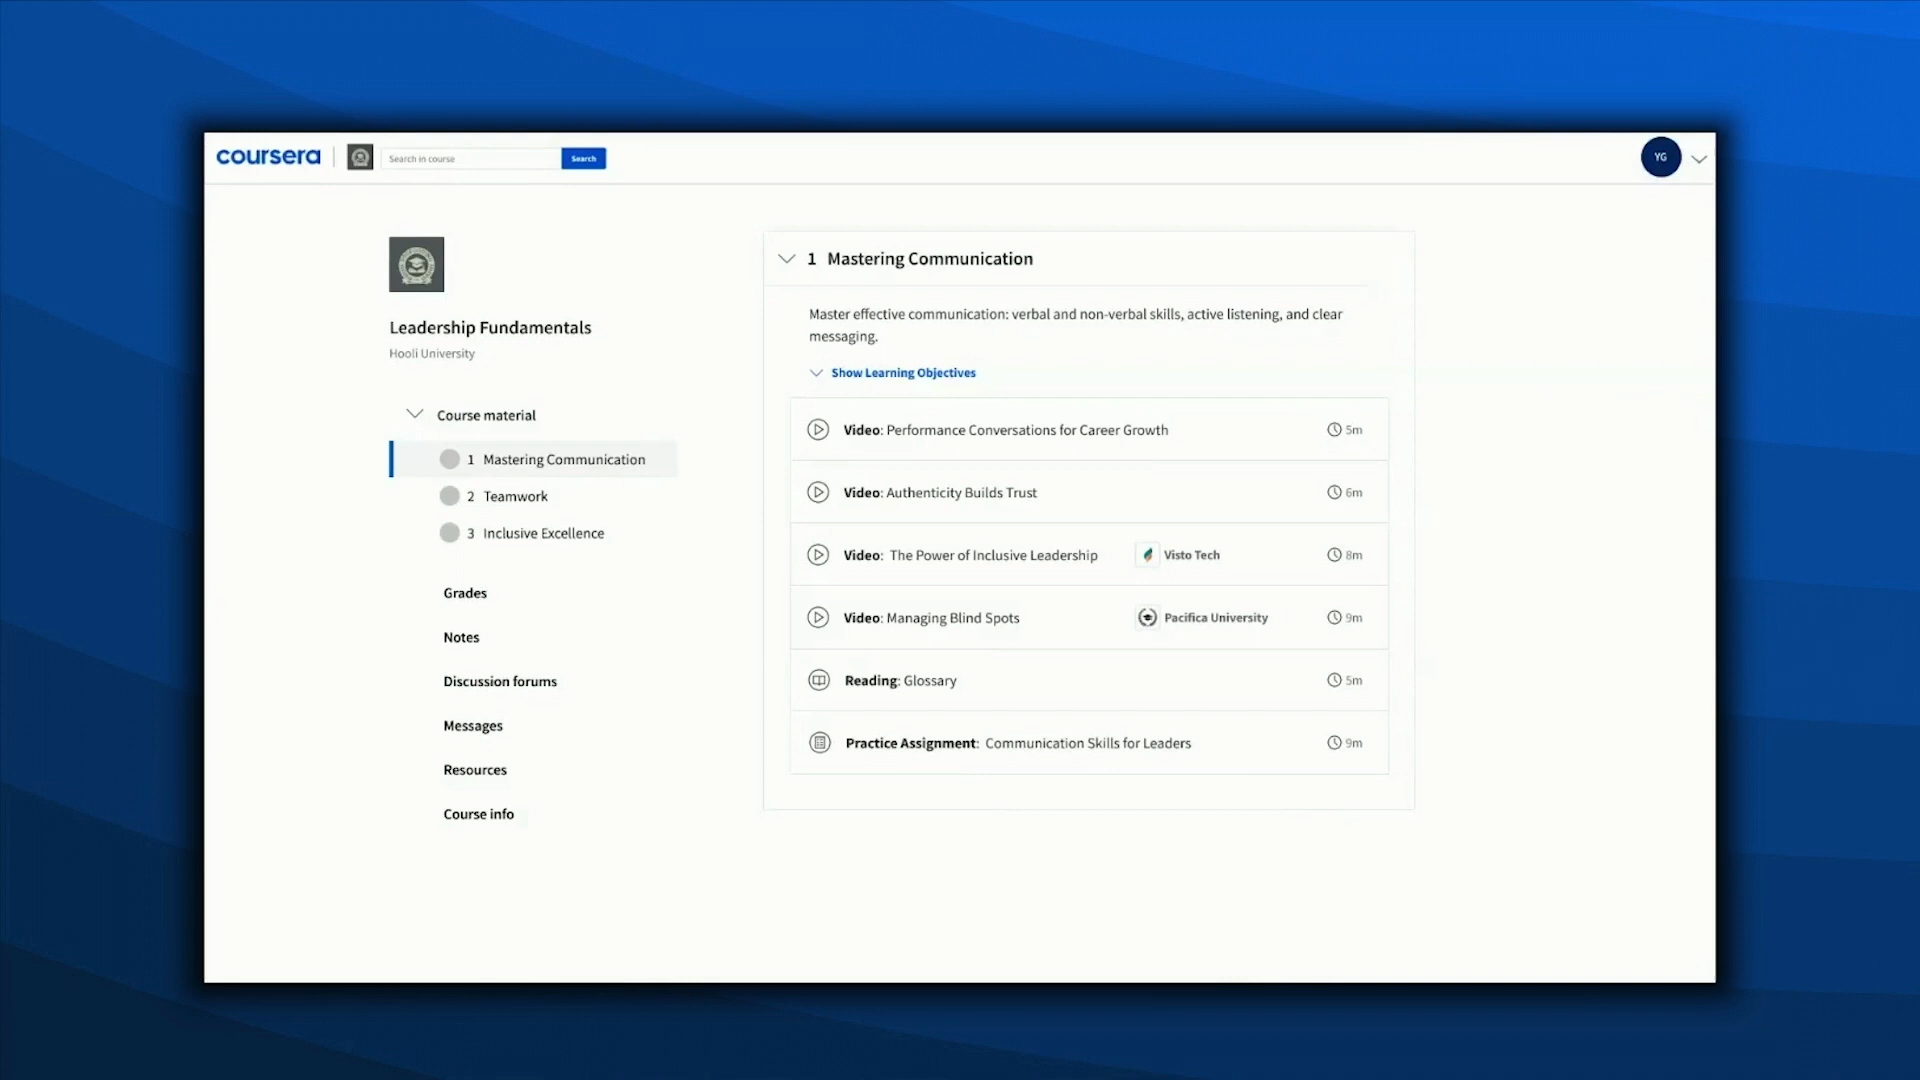 coursera
Search in course
Search
YG
Leadership Fundamentals
Hooli University
Course material
1 Mastering Communication
2 Teamwork
3 Inclusive Excellence
Grades
Notes
Discussion forums
Messages
Resources
Course info
1 Mastering Communication
Master effective communication: verbal and non-verbal skills, active listening, and clear
messaging.
Show Learning Objectives
Video: Performance Conversations for Career Growth 5m
Video: Authenticity Builds Trust 6m
Video: The Power of Inclusive Leadership Visto Tech 8m
Video: Managing Blind Spots Pacifica University 9m
Reading: Glossary 5m
Practice Assignment: Communication Skills for Leaders 9m